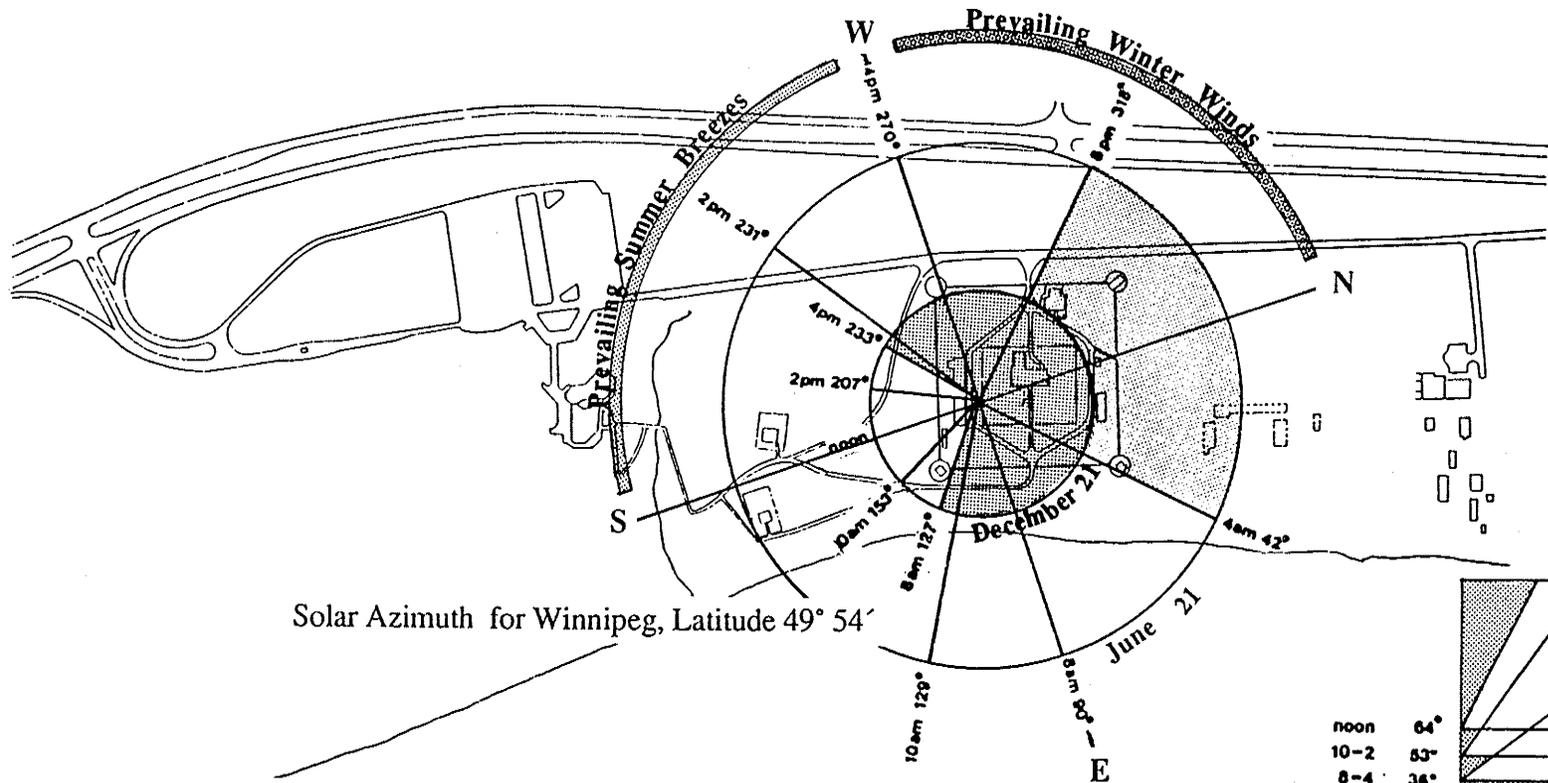 Prevailing Winter Winds
W
4pm 270°
8pm 318°
Prevailing Summer Breezes
2pm 231°
N
4pm 233°
2pm 207°
noon
S
10am 153°
8am 127°
December 21
4am 42°
Solar Azimuth for Winnipeg, Latitude 49° 54´
June 21
10am 129°
8am 90°
E
noon 64°
10-2 53°
8-4 36°